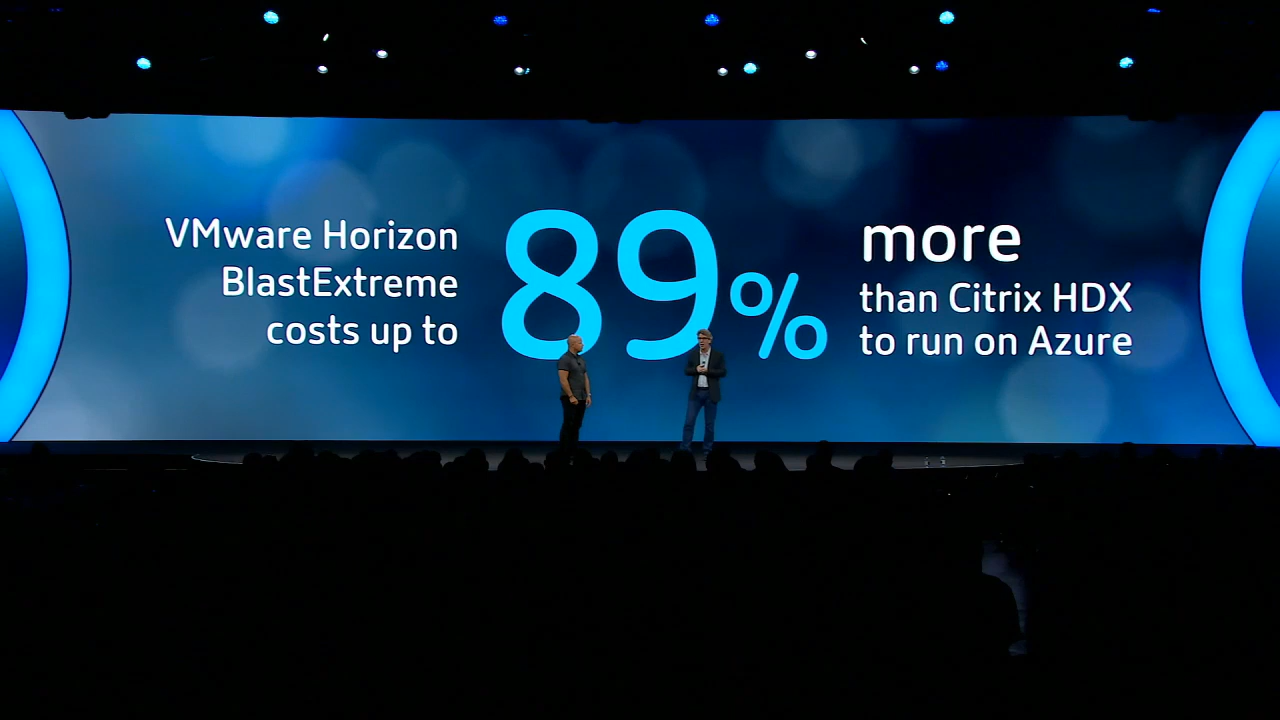 VMware Horizon
BlastExtreme
costs up to
89%
more
than Citrix HDX
to run on Azure